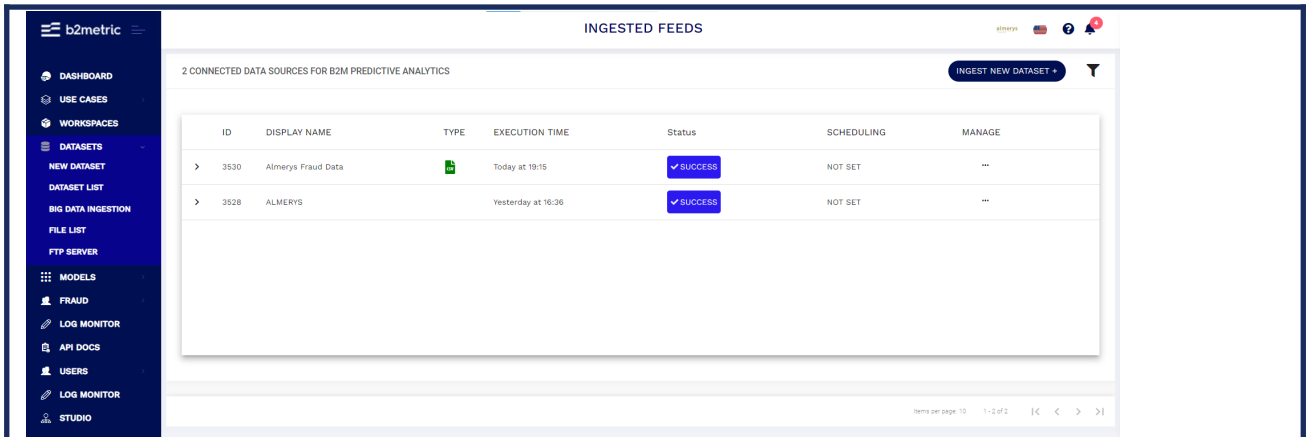 b2metric
INGESTED FEEDS
almerys
4
DASHBOARD
USE CASES
WORKSPACES
DATASETS
NEW DATASET
DATASET LIST
BIG DATA INGESTION
FILE LIST
FTP SERVER
MODELS
FRAUD
LOG MONITOR
API DOCS
USERS
LOG MONITOR
STUDIO
2 CONNECTED DATA SOURCES FOR B2M PREDICTIVE ANALYTICS
INGEST NEW DATASET +
ID DISPLAY NAME TYPE EXECUTION TIME Status SCHEDULING MANAGE
3530 Almerys Fraud Data Today at 19:15 SUCCESS NOT SET ...
3528 ALMERYS Yesterday at 16:36 SUCCESS NOT SET ...
Items per page 10 1 - 2 of 2